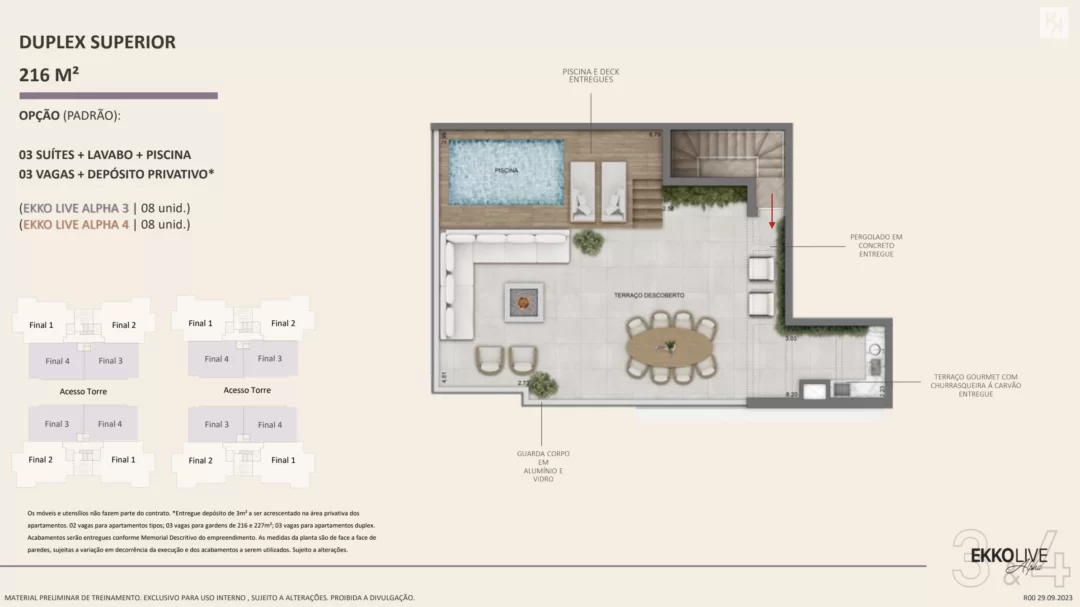 DUPLEX SUPERIOR
216 M²
OPÇÃO (PADRÃO):
03 SUÍTES + LAVABO + PISCINA
03 VAGAS + DEPÓSITO PRIVATIVO*
(EKKO LIVE ALPHA 3 | 08 unid.)
(EKKO LIVE ALPHA 4 | 08 unid.)
Final 1
Final 2
Final 4
Final 3
Final 1
Final 2
Final 4
Final 3
Acesso Torre
Acesso Torre
Final 3
Final 4
Final 2
Final 1
Final 3
Final 4
Final 2
Final 1
PISCINA E DECK
ENTREGUES
PISCINA
TERRAÇO DESCOBERTO
PERGOLADO EM
CONCRETO
ENTREGUE
3.03
4.81
2.72
8.20
TERRAÇO GOURMET COM
CHURRASQUEIRA Á CARVÃO
ENTREGUE
GUARDA CORPO
EM
ALUMÍNIO E
VIDRO
Os móveis e utensílios não fazem parte do contrato. *Entregue depósito de 3m² a ser acrescentado na área privativa dos
apartamentos. 02 vagas para apartamentos tipos; 03 vagas para gardens de 216 e 227m²; 03 vagas para apartamentos duplex.
Acabamentos serão entregues conforme Memorial Descritivo do empreendimento. As medidas da planta são de face a face de
paredes, sujeitas a variação em decorrência da execução e dos acabamentos a serem utilizados. Sujeito a alterações.
3&4
EKKOLIVE
Alpha
MATERIAL PRELIMINAR DE TREINAMENTO. EXCLUSIVO PARA USO INTERNO , SUJEITO A ALTERAÇÕES. PROIBIDA A DIVULGAÇÃO.
R00 29.09.2023